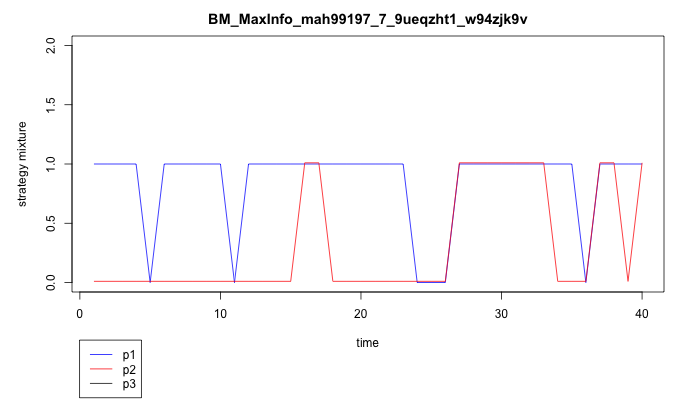 BM_MaxInfo_mah99197_7_9ueqzht1_w94zjk9v
strategy mixture
2.0
1.5
1.0
0.5
0.0
0 10 20 30 40
time
p1
p2
p3